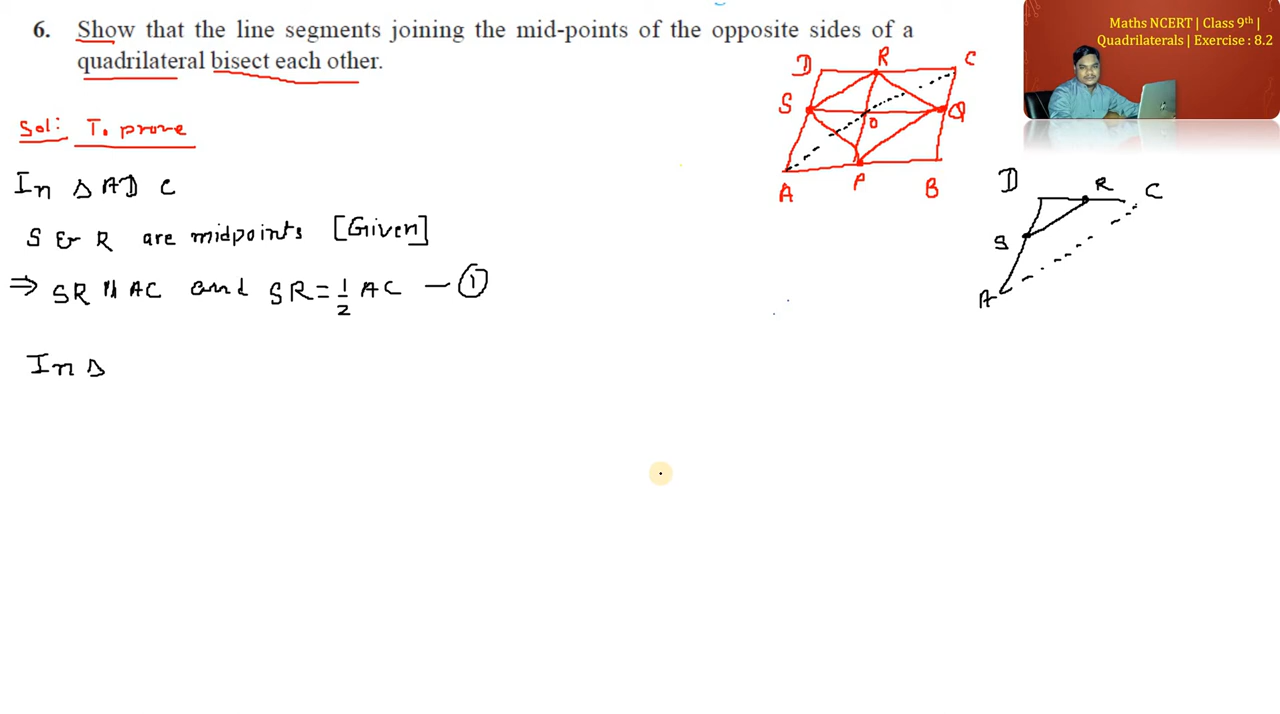 6. Show that the line segments joining the mid-points of the opposite sides of a
quadrilateral bisect each other.
Maths NCERT | Class 9th |
Quadrilaterals | Exercise : 8.2
Sol: To prove
In Δ ADC
S & R are midpoints [Given]
⇒ SR || AC and SR = 1/2 AC — ①
In Δ
D R C
S O Q
A P B
D R C
S
A